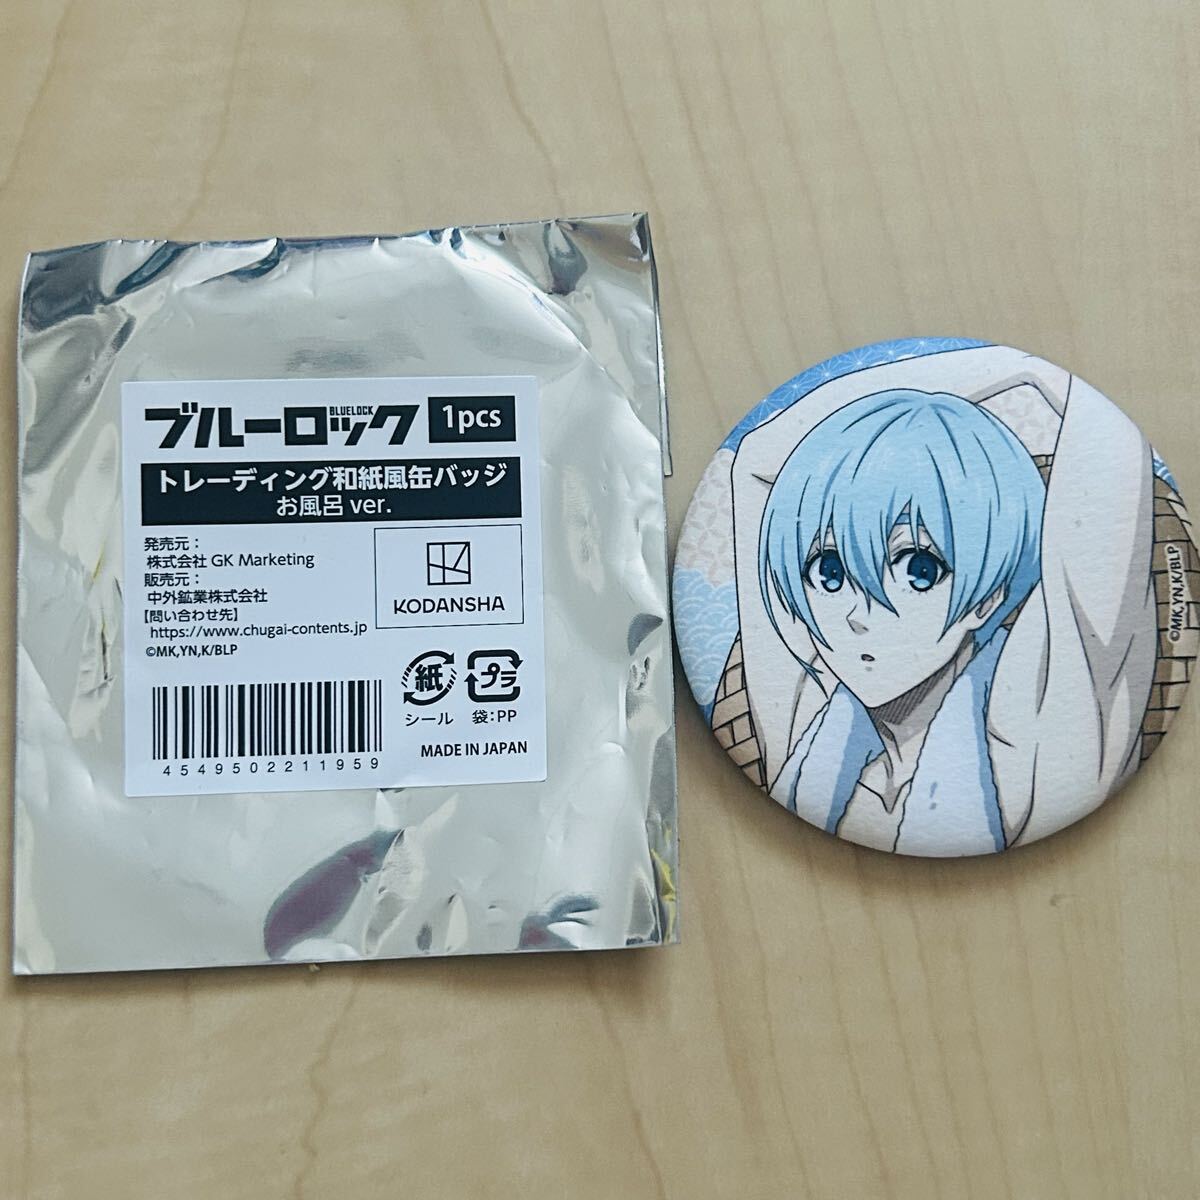 ブルーロック
BLUELOCK
1pcs
トレーディング和紙風缶バッジ
お風呂 ver.
発売元：
株式会社 GK Marketing
販売元：
中外鉱業株式会社
【問い合わせ先】
https://www.chugai-contents.jp
©MK,YN,K/BLP
KODANSHA
紙
シール
プラ
袋：PP
4549502211959
MADE IN JAPAN
©MK,YN,K/BLP